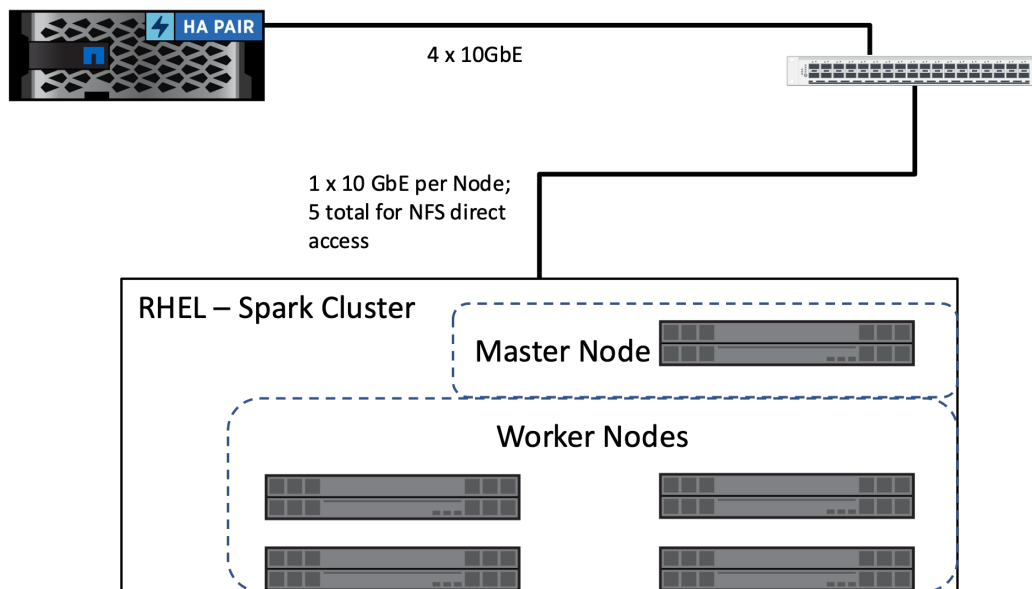 HA PAIR
4 x 10GbE
1 x 10 GbE per Node;
5 total for NFS direct
access
RHEL – Spark Cluster
Master Node
Worker Nodes